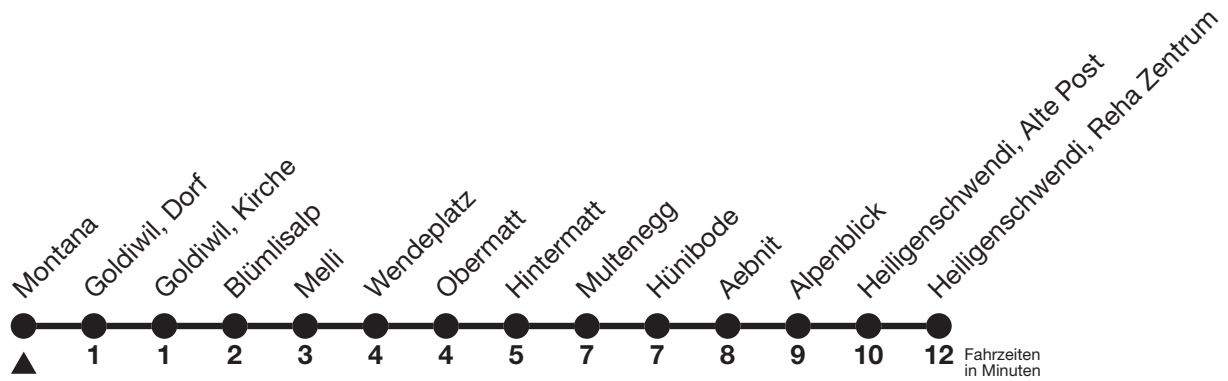 Montana
Goldiwil, Dorf
Goldiwil, Kirche
Blümlisalp
Melli
Wendeplatz
Obermatt
Hintermatt
Multenegg
Hünibode
Aebnit
Alpenblick
Heiligenschwendi, Alte Post
Heiligenschwendi, Reha Zentrum
1 1 2 3 4 4 5 7 7 8 9 10 12 Fahrzeiten
in Minuten